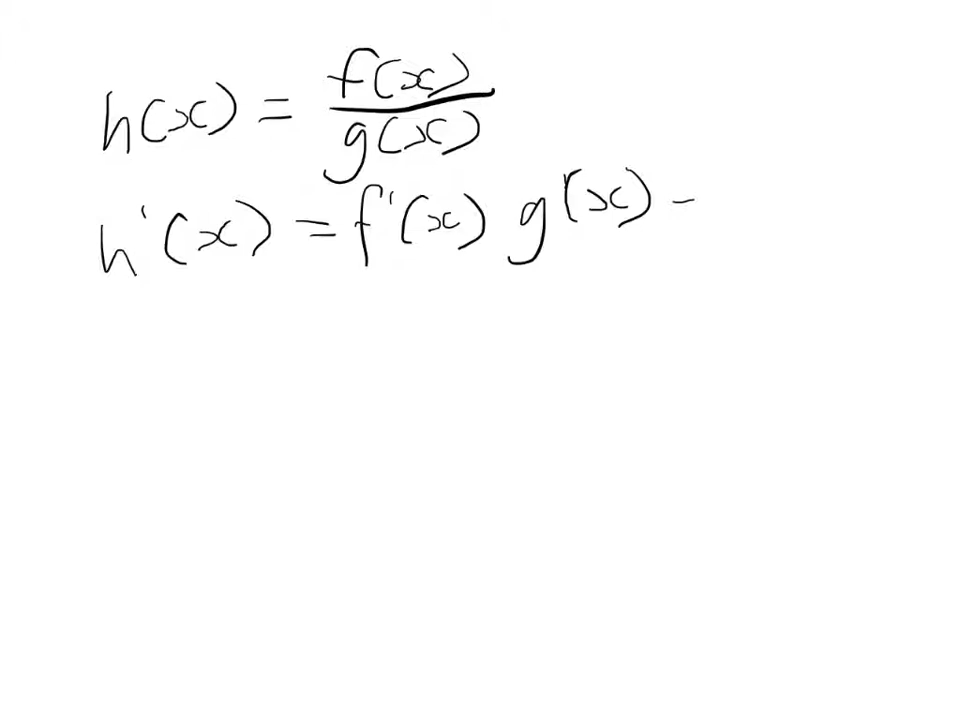 h(x) = f(x)/g(x)
h'(x) = f'(x) g(x) -